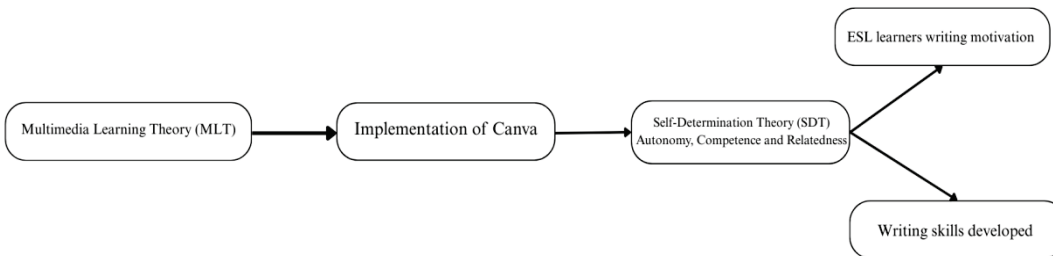 ESL learners writing motivation
Multimedia Learning Theory (MLT)
Implementation of Canva
Self-Determination Theory (SDT)
Autonomy, Competence and Relatedness
Writing skills developed